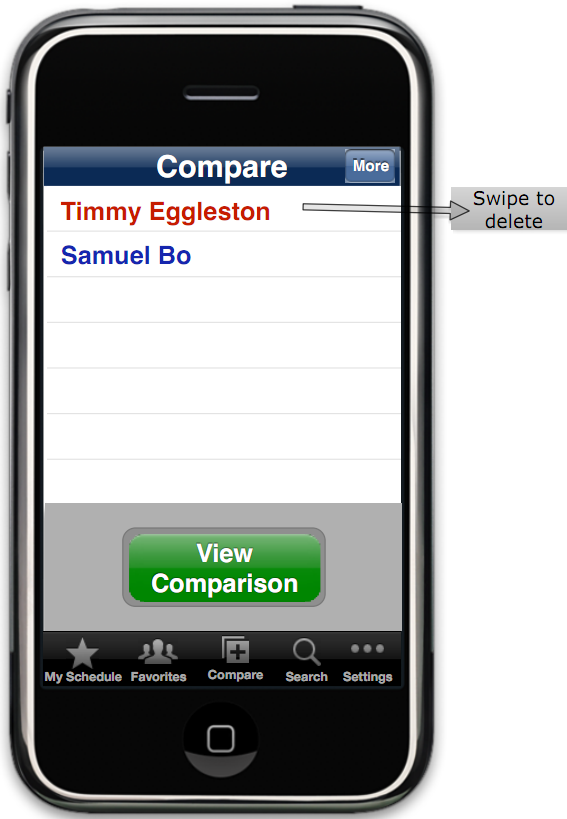 Compare
More
Timmy Eggleston
Swipe to
delete
Samuel Bo
View
Comparison
My Schedule
Favorites
Compare
Search
Settings